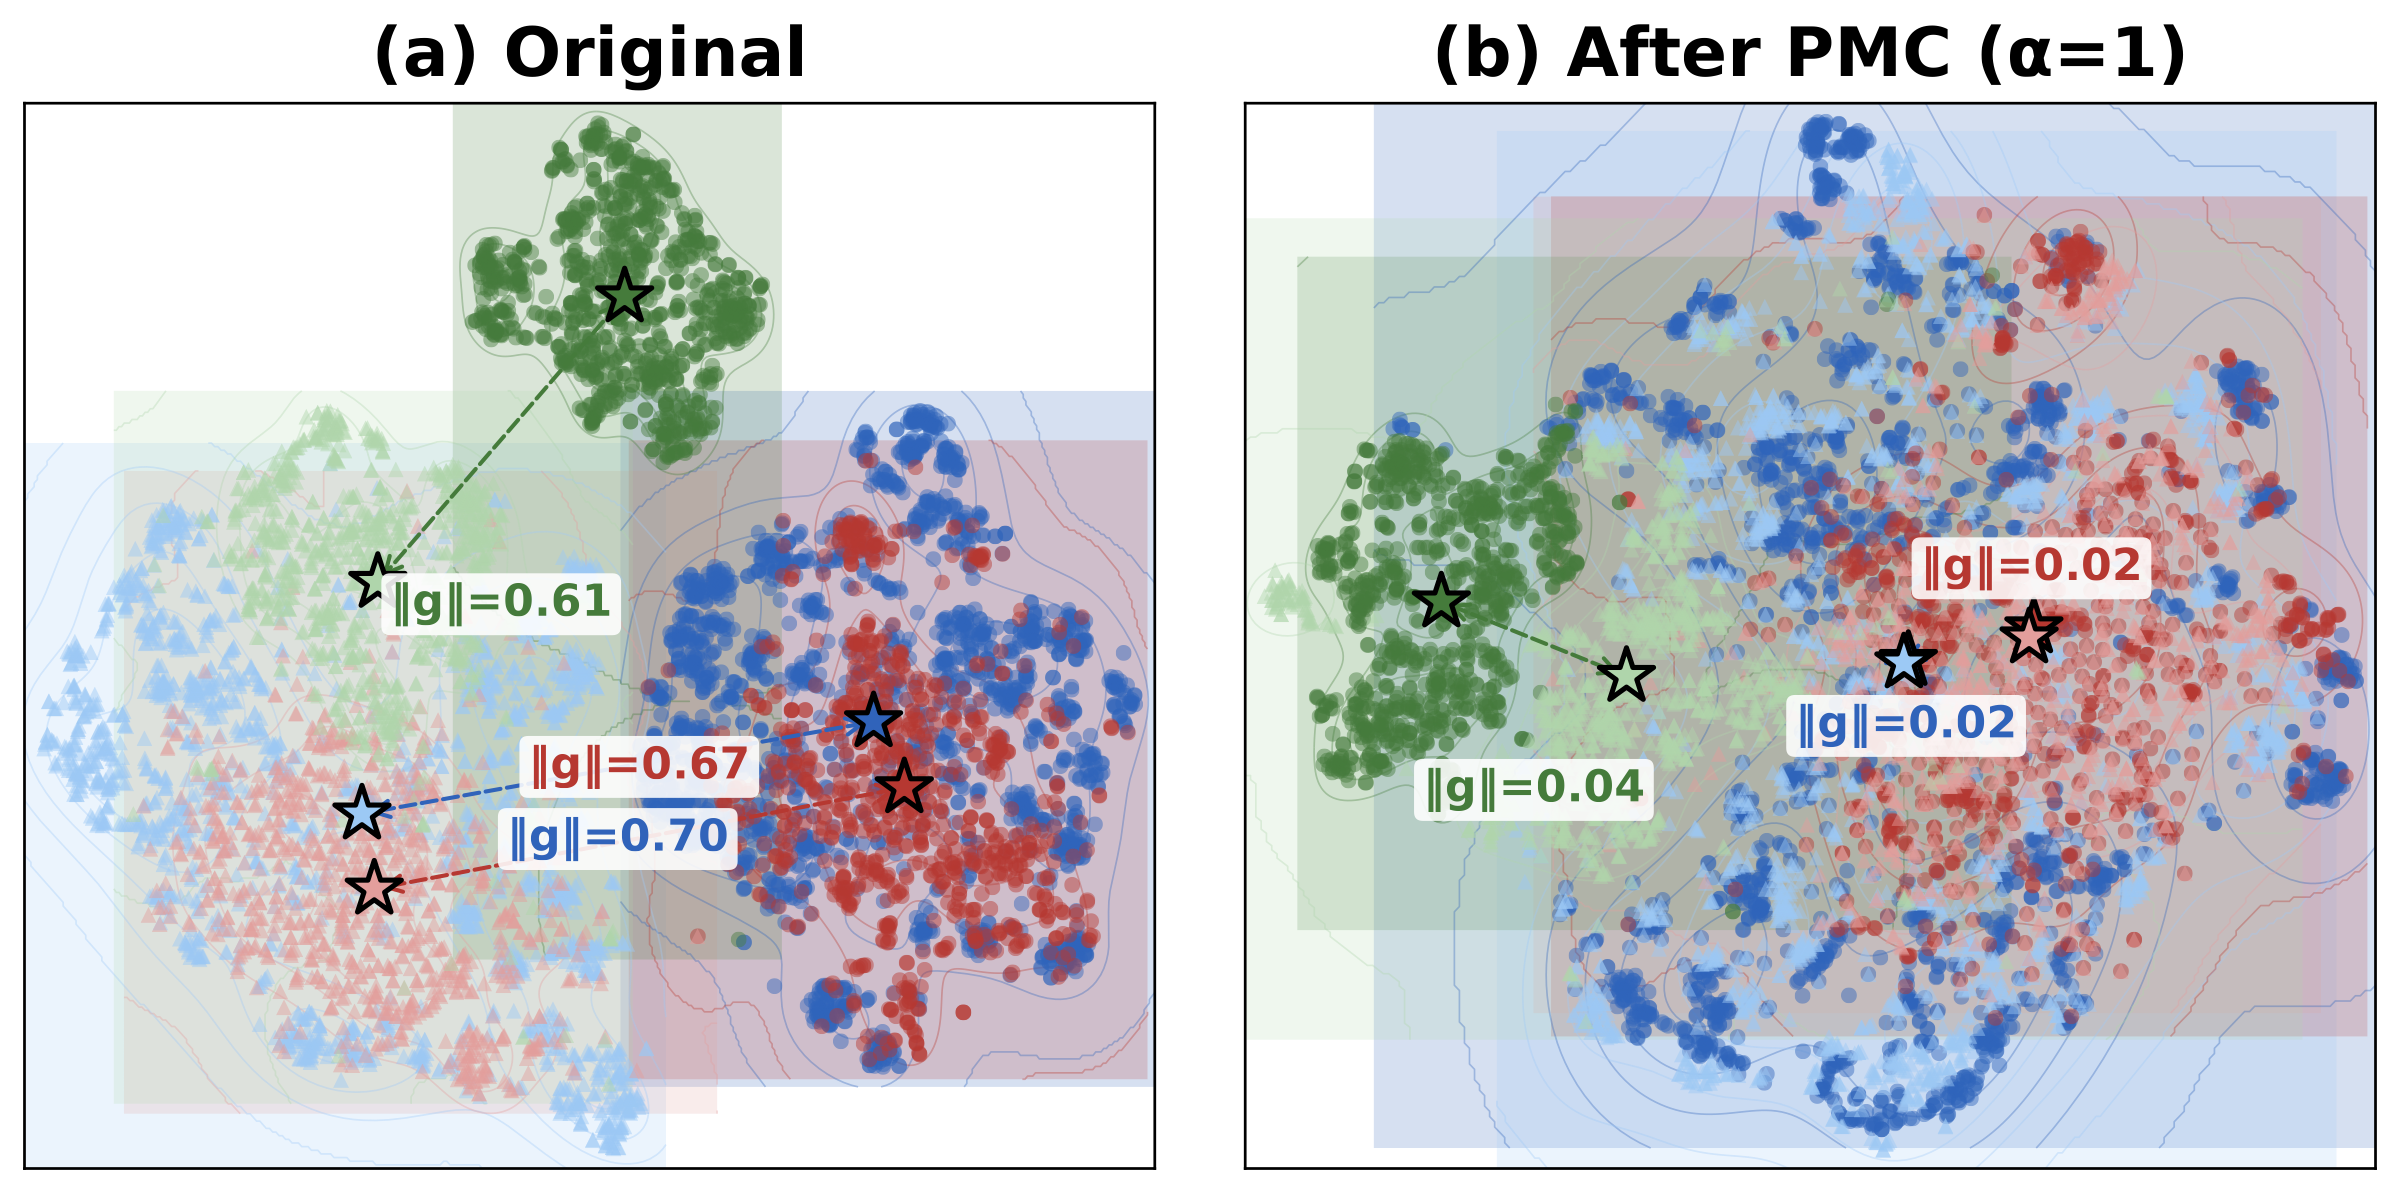 (a) Original
‖g‖=0.61
‖g‖=0.67
‖g‖=0.70
(b) After PMC (α=1)
‖g‖=0.02
‖g‖=0.02
‖g‖=0.04